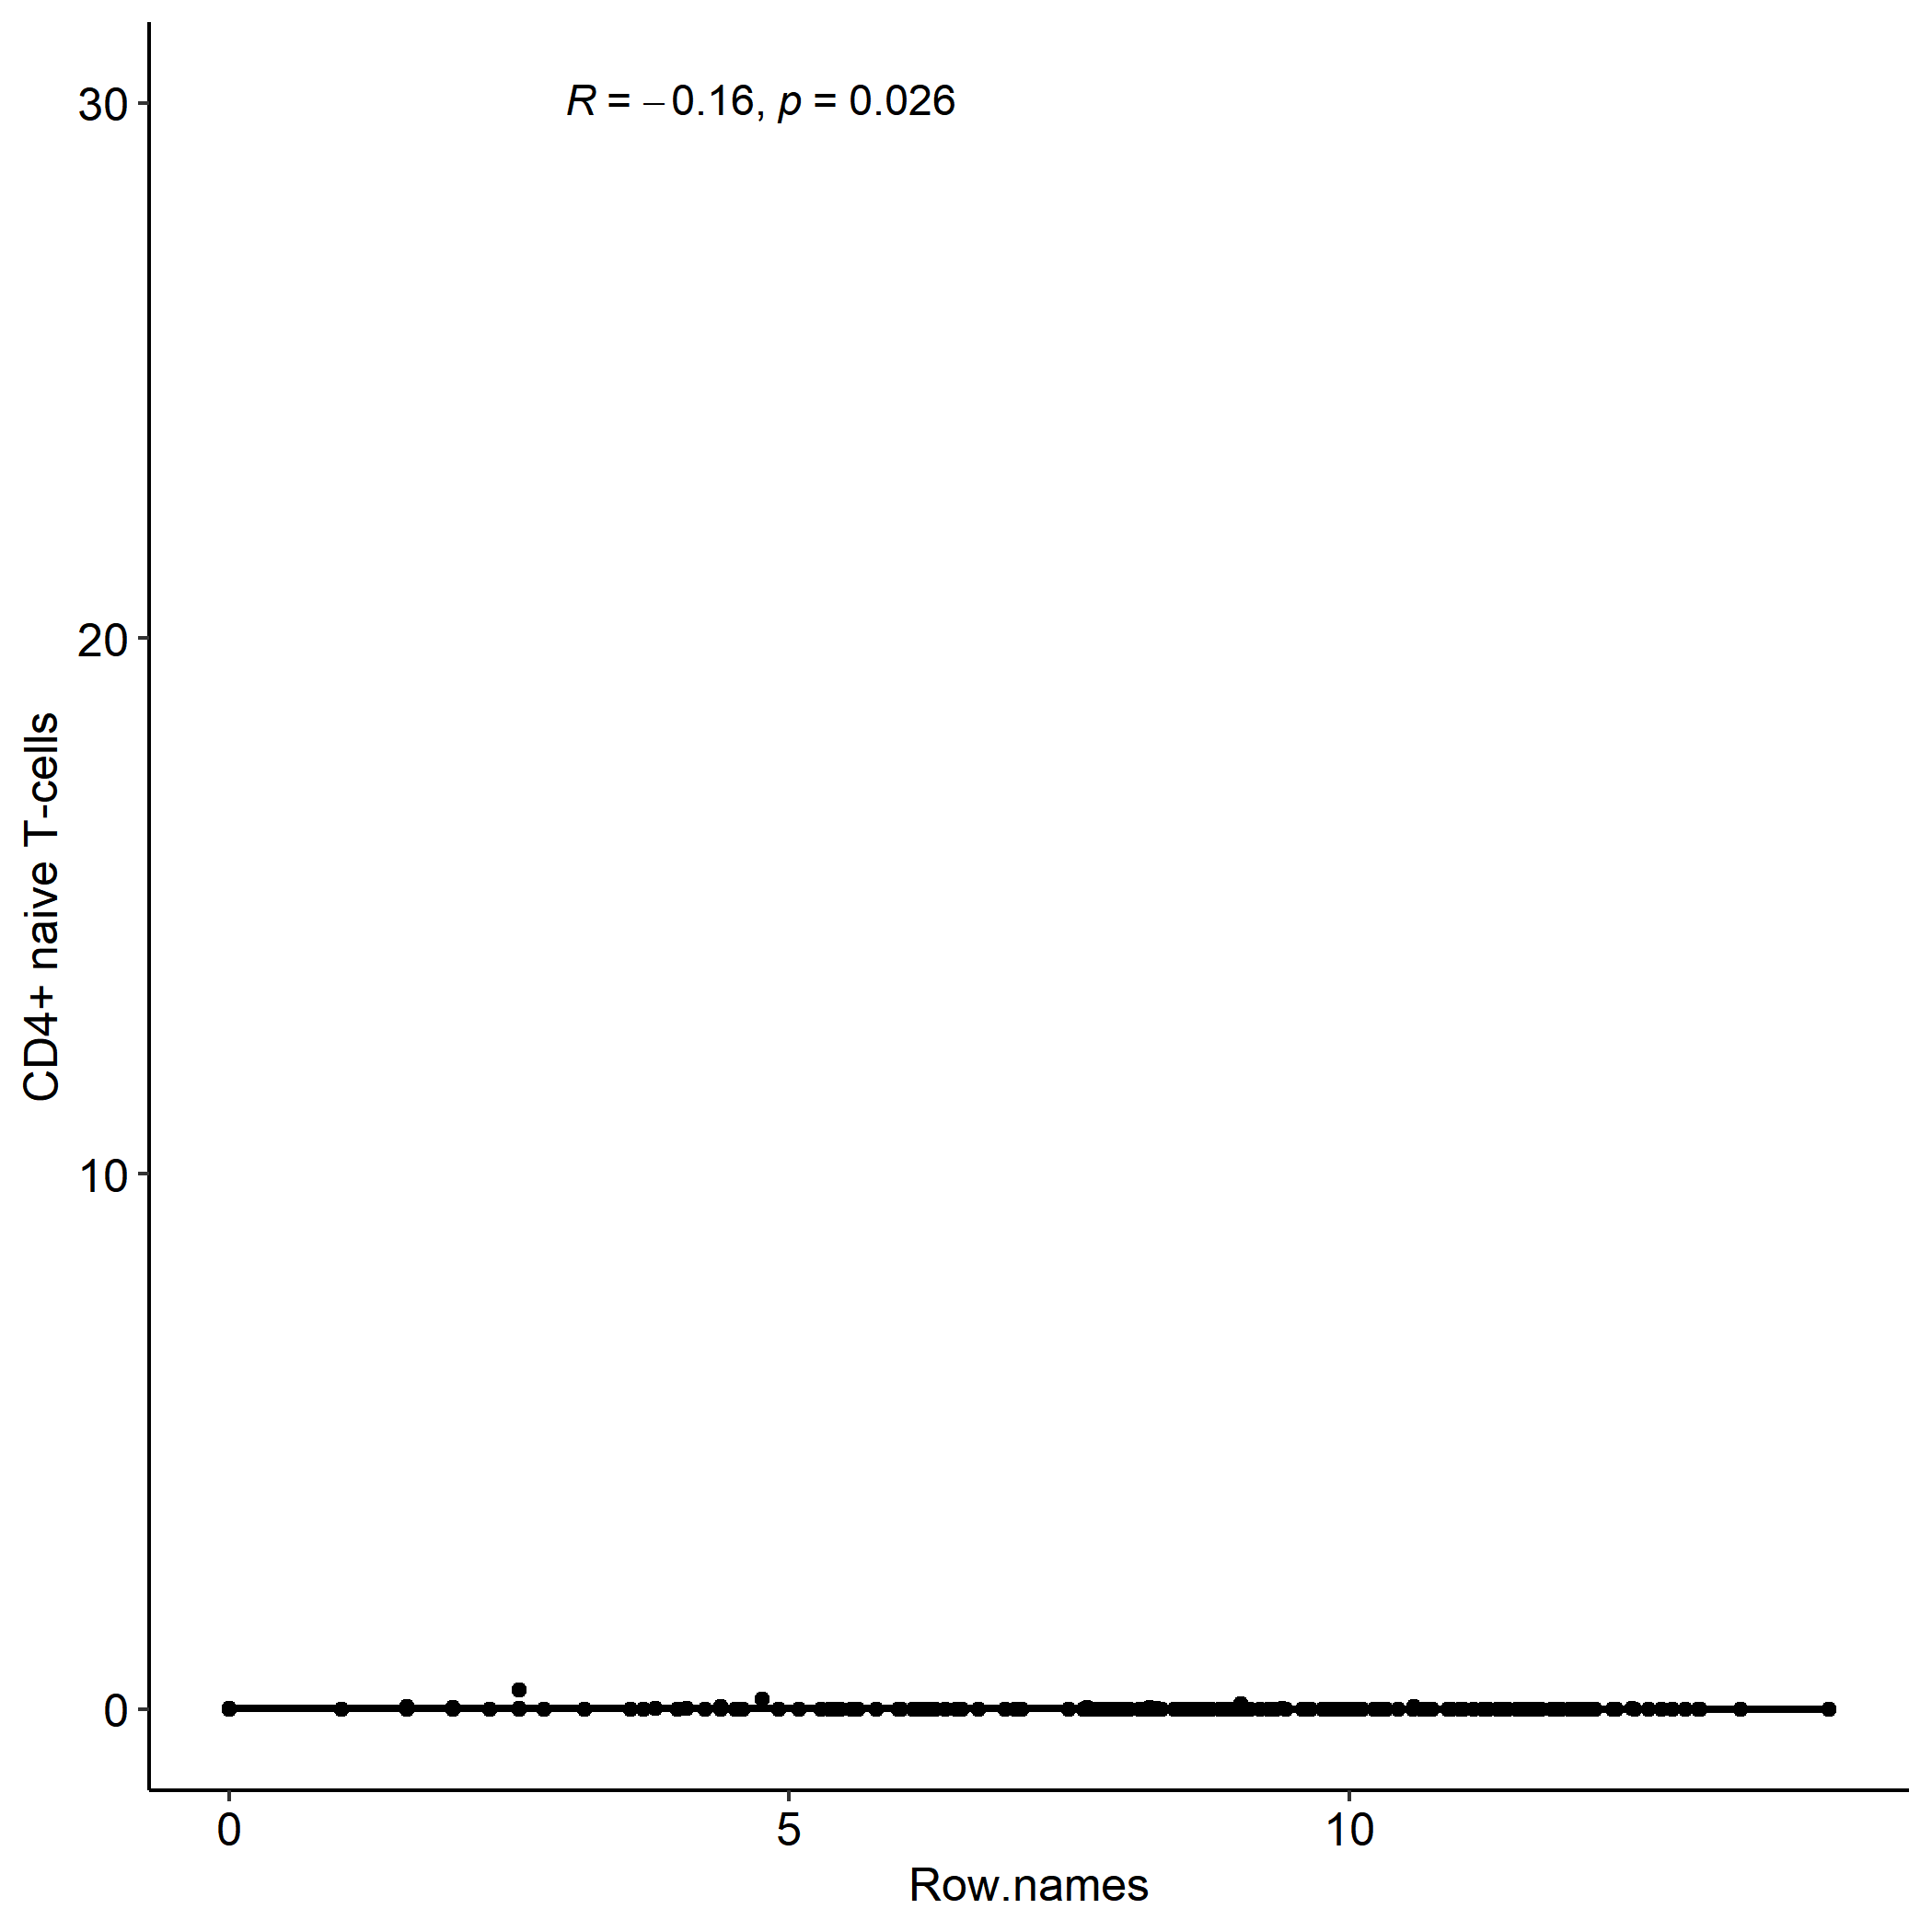 R = −0.16, p = 0.026
30
20
10
0
CD4+ naive T-cells
0 5 10
Row.names